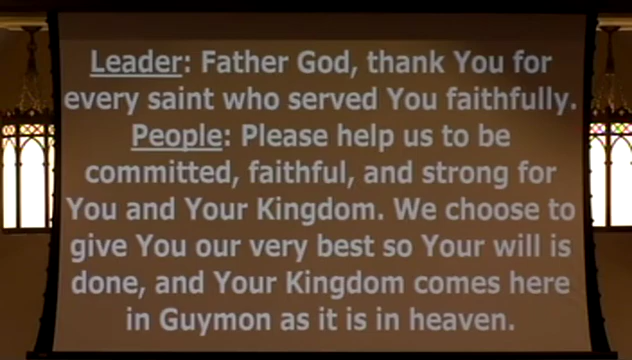 Leader: Father God, thank You for
every saint who served You faithfully.
People: Please help us to be
committed, faithful, and strong for
You and Your Kingdom. We choose to
give You our very best so Your will is
done, and Your Kingdom comes here
in Guymon as it is in heaven.